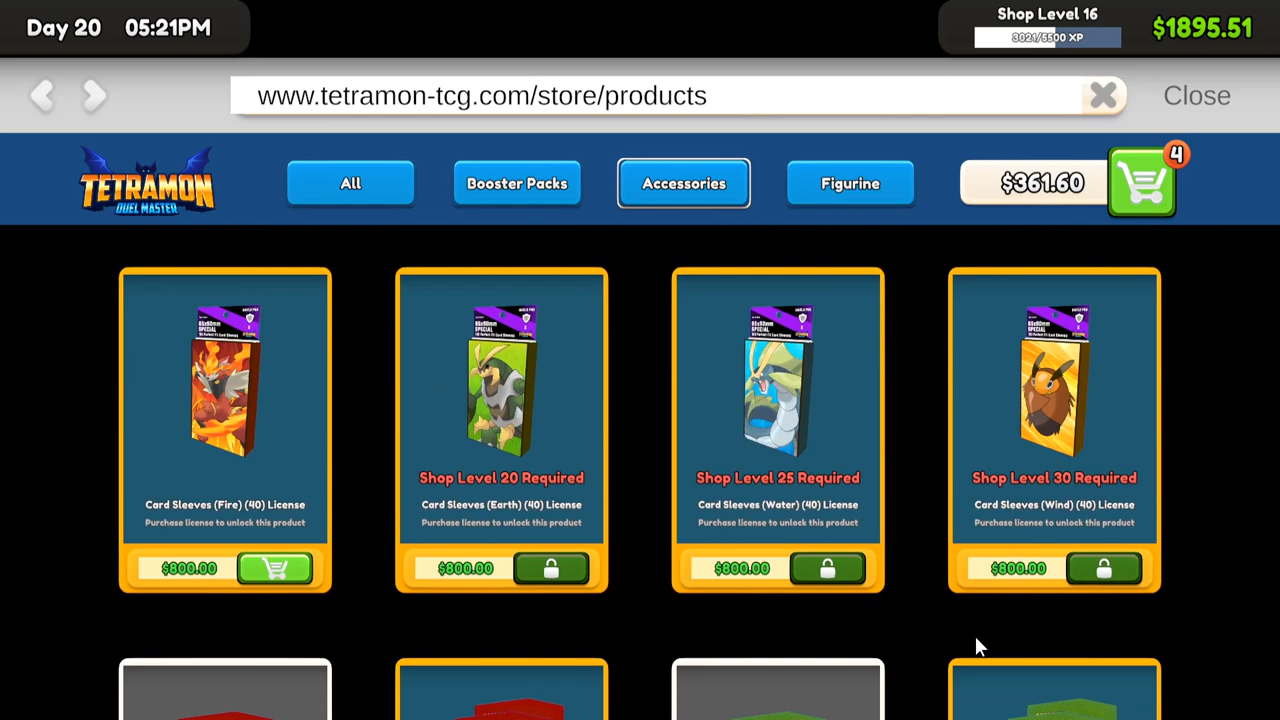 Day 20 05:21PM
Shop Level 16
3021/5500 XP
$1895.51
www.tetramon-tcg.com/store/products
Close
TETRAMON
DUEL MASTER
All
Booster Packs
Accessories
Figurine
$361.60
4
SPECIAL
SPECIAL
SPECIAL
SPECIAL
Shop Level 20 Required
Shop Level 25 Required
Shop Level 30 Required
Card Sleeves (Fire) (40) License
Purchase license to unlock this product
Card Sleeves (Earth) (40) License
Purchase license to unlock this product
Card Sleeves (Water) (40) License
Purchase license to unlock this product
Card Sleeves (Wind) (40) License
Purchase license to unlock this product
$800.00
$800.00
$800.00
$800.00